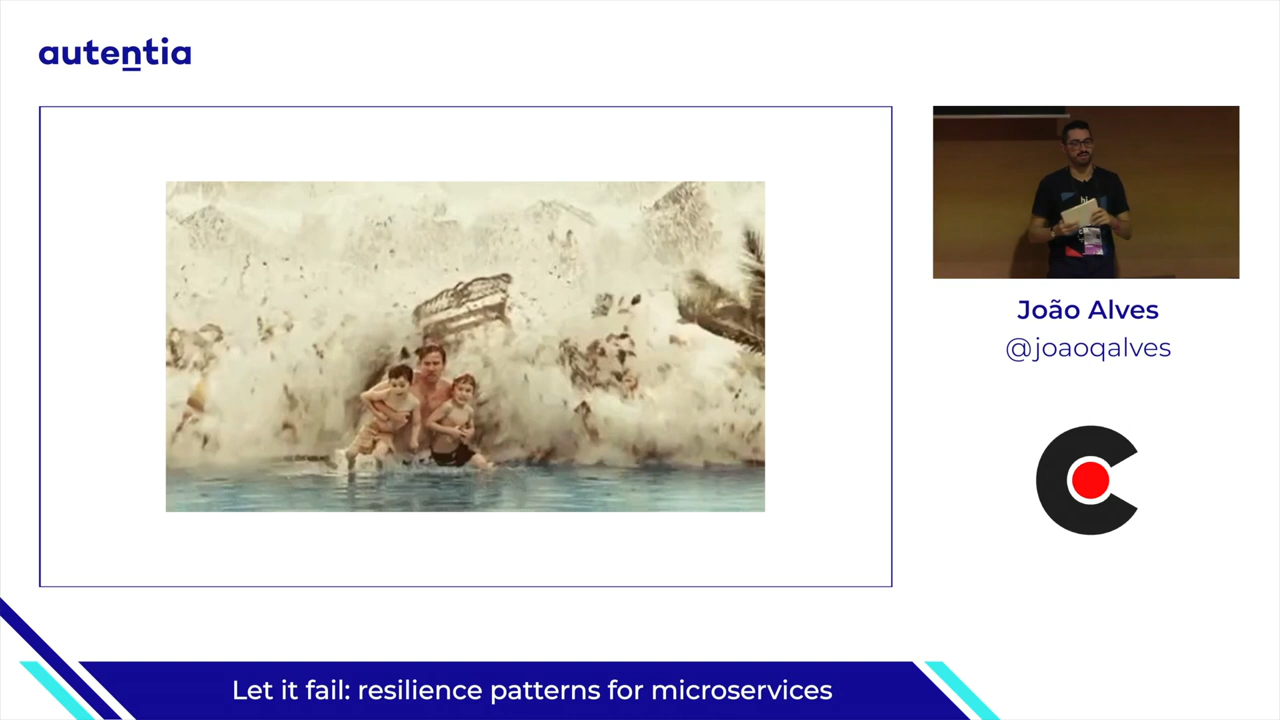 autentia
João Alves
@joaoqalves
Let it fail: resilience patterns for microservices